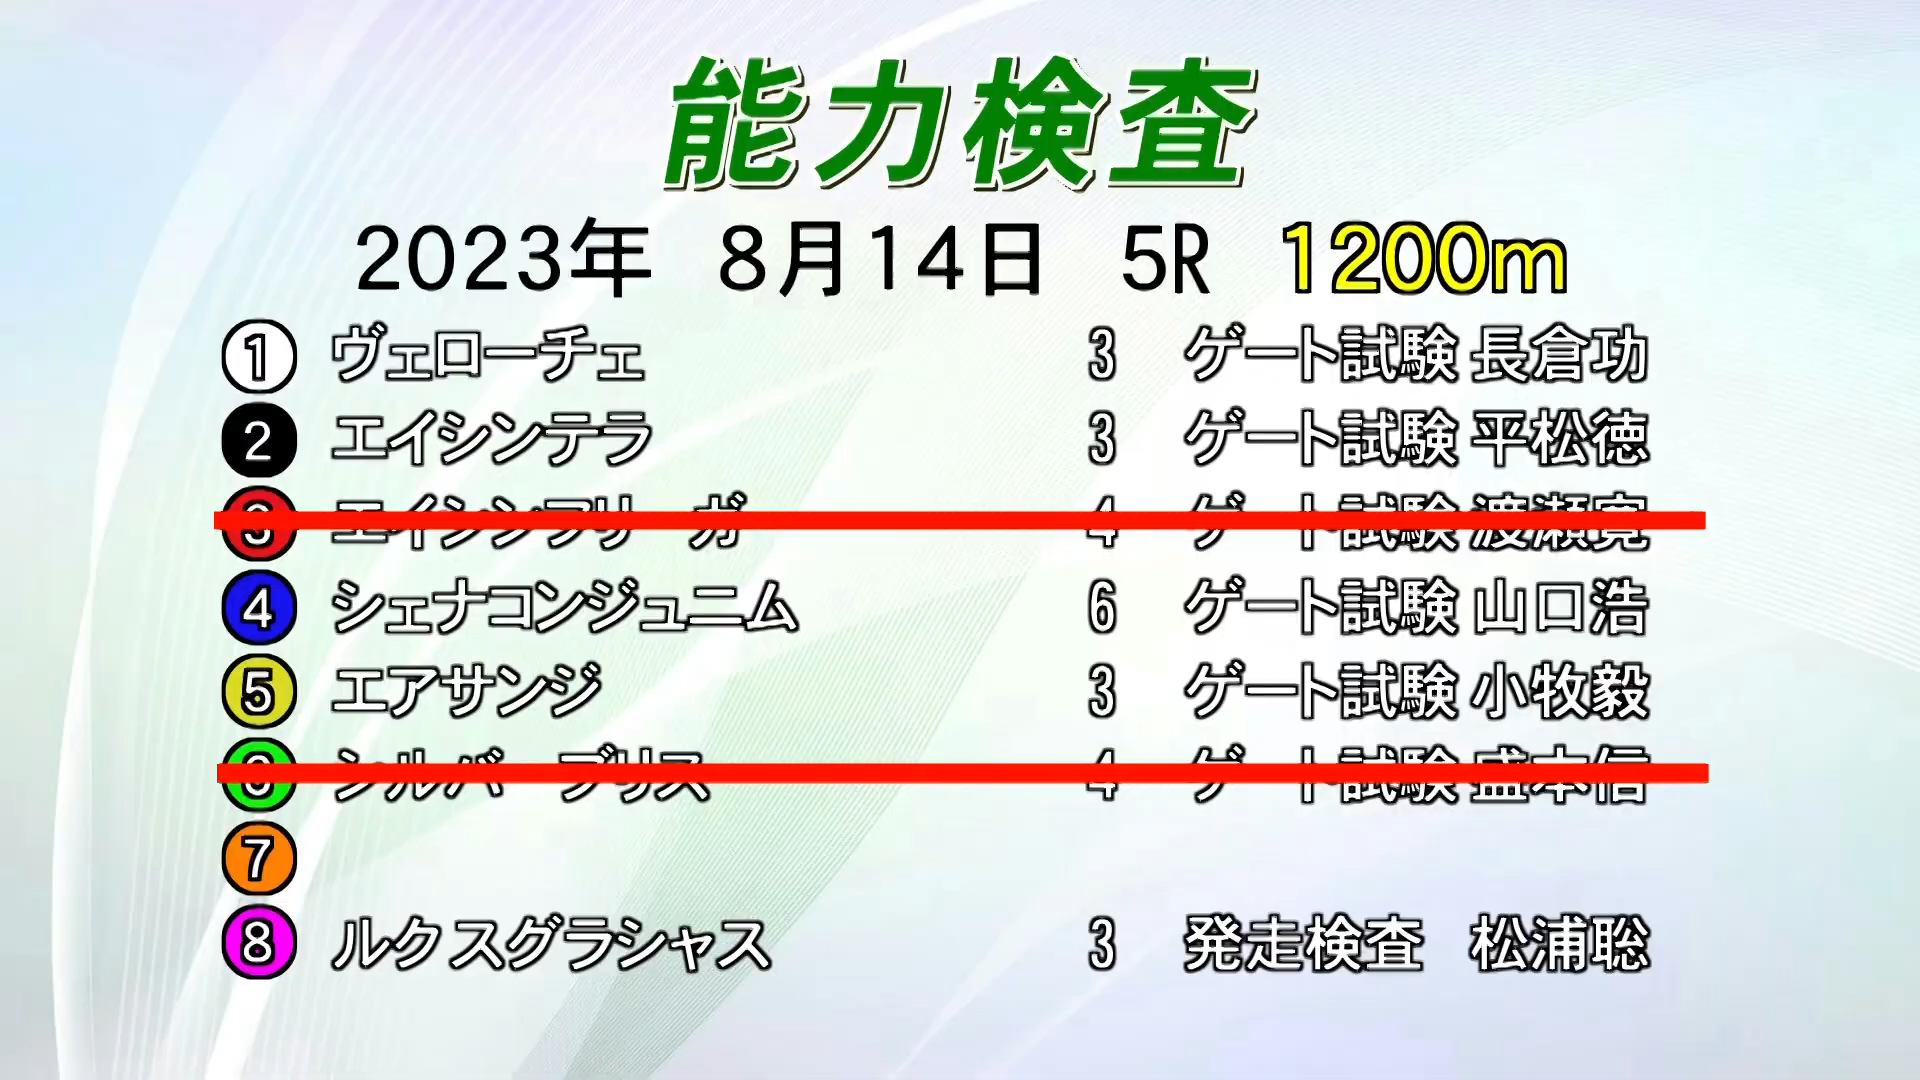 能力検査
2023年 8月14日 5R 1200m
1 ヴェローチェ 3 ゲート試験 長倉功
2 エイシンテラ 3 ゲート試験 平松徳
3 エイシンフリーガ 4 ゲート試験 渡瀬寛
4 シェナコンジュニム 6 ゲート試験 山口浩
5 エアサンジ 3 ゲート試験 小牧毅
6 シルバーブリス 4 ゲート試験 盛本信
7
8 ルクスグラシャス 3 発走検査 松浦聡